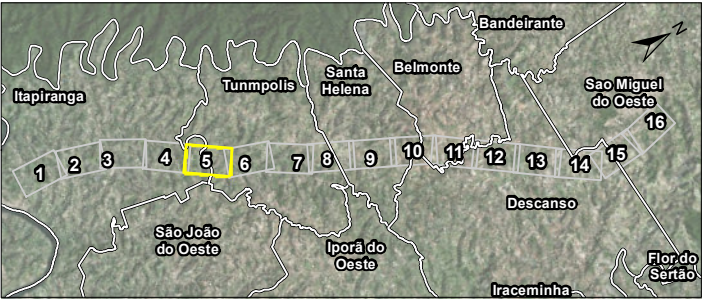 Bandeirante
N
Santa
Helena
Belmonte
Tunmpolis
Itapiranga
Sao Miguel
do Oeste
1
2
3
4
5
6
7
8
9
10
11
12
13
14
15
16
Descanso
São João
do Oeste
Iporã do
Oeste
Flor do
Sertão
Iraceminha